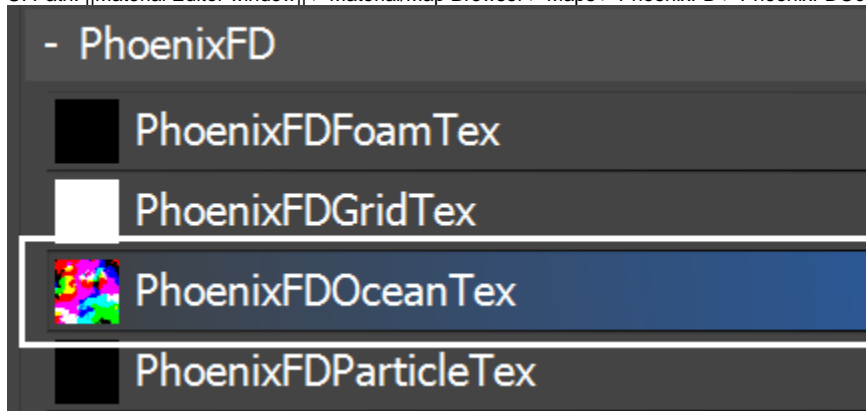 - PhoenixFD
PhoenixFDFoamTex
PhoenixFDGridTex
PhoenixFDOceanTex
PhoenixFDParticleTex